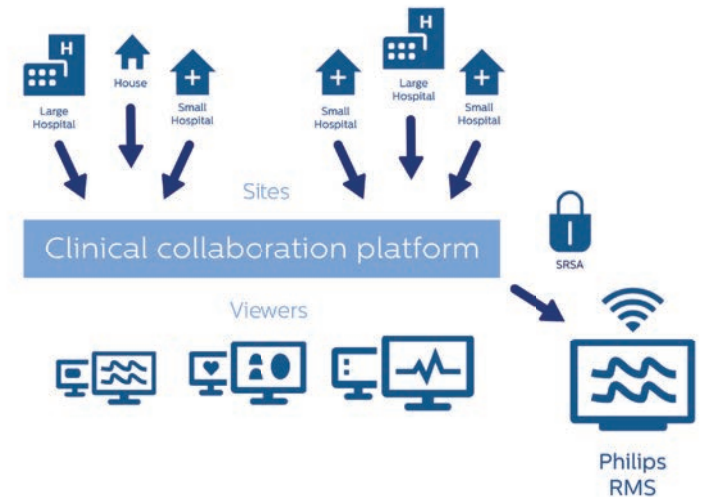 H
H
House
Large
Hospital
Small
Hospital
Large
Hospital
Small
Hospital
Small
Hospital
Sites
Clinical collaboration platform
SRSA
Viewers
Philips
RMS